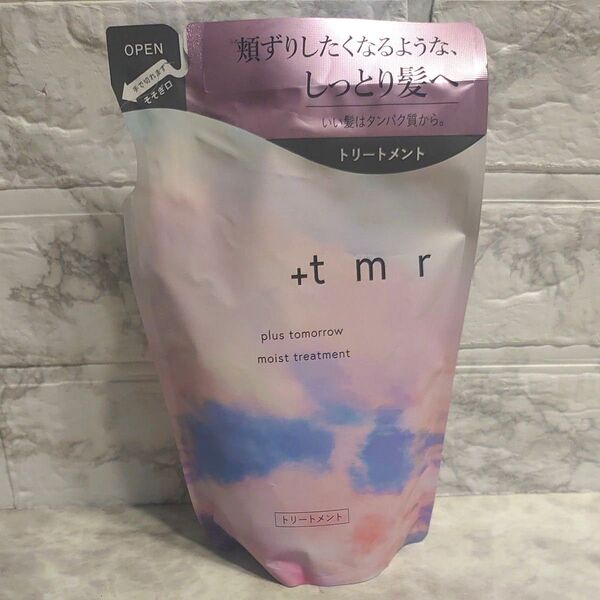 OPEN
手で切れます
そそぎ口
頬ずりしたくなるような、
しっとり髪へ
いい髪はタンパク質から。
トリートメント
+tmr
plus tomorrow
moist treatment
トリートメント